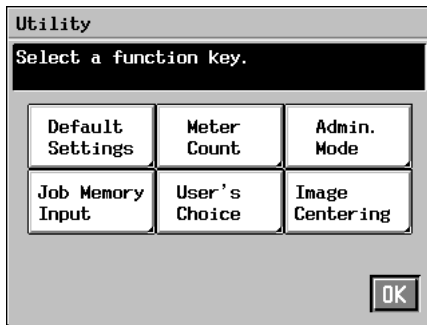 Utility
Select a function key.
Default Settings
Meter Count
Admin. Mode
Job Memory Input
User's Choice
Image Centering
OK